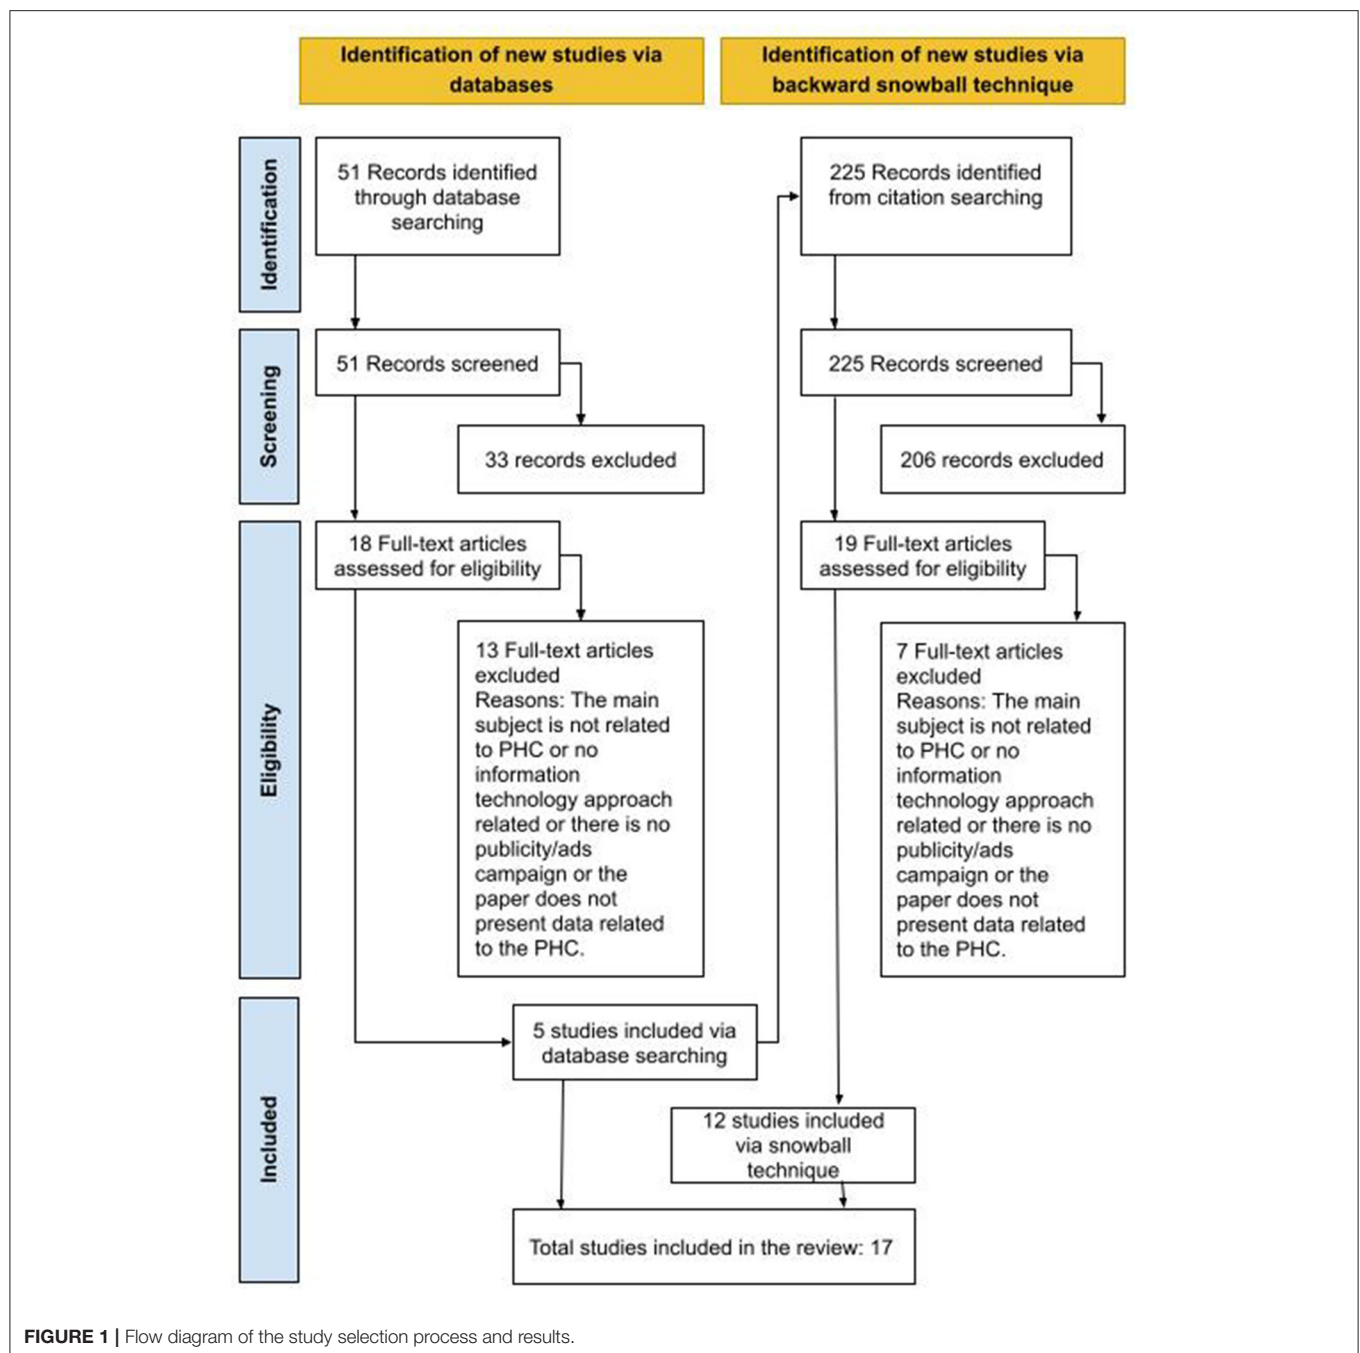 Identification of new studies via
databases
Identification of new studies via
backward snowball technique
Identification
51 Records identified
through database
searching
225 Records identified
from citation searching
Screening
51 Records screened
225 Records screened
33 records excluded
206 records excluded
Eligibility
18 Full-text articles
assessed for eligibility
19 Full-text articles
assessed for eligibility
13 Full-text articles
excluded
Reasons: The main
subject is not related
to PHC or no
information
technology approach
related or there is no
publicity/ads
campaign or the
paper does not
present data related
to the PHC.
7 Full-text articles
excluded
Reasons: The main
subject is not related
to PHC or no
information
technology approach
related or there is no
publicity/ads
campaign or the
paper does not
present data related
to the PHC.
Included
5 studies included via
database searching
12 studies included
via snowball
technique
Total studies included in the review: 17
FIGURE 1 | Flow diagram of the study selection process and results.